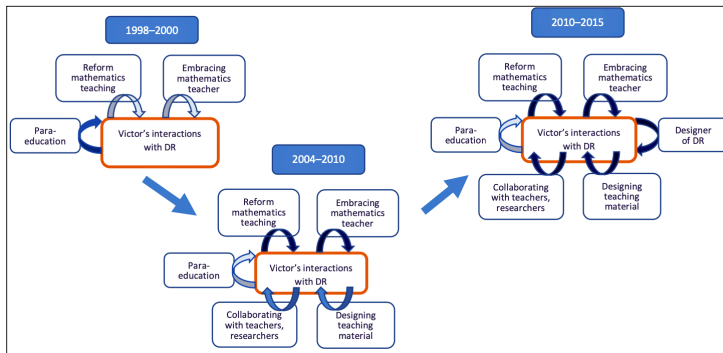 1998–2000
Reform
mathematics
teaching
Embracing
mathematics
teacher
Para-
education
Victor's interactions
with DR
2004–2010
Reform
mathematics
teaching
Embracing
mathematics
teacher
Para-
education
Victor's interactions
with DR
Collaborating
with teachers,
researchers
Designing
teaching
material
2010–2015
Reform
mathematics
teaching
Embracing
mathematics
teacher
Para-
education
Victor's interactions
with DR
Designer
of DR
Collaborating
with teachers,
researchers
Designing
teaching
material